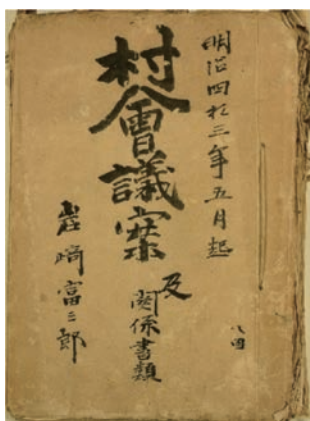 明治四拾三年五月起
村會議案
及
関係書類
岩崎富三郎